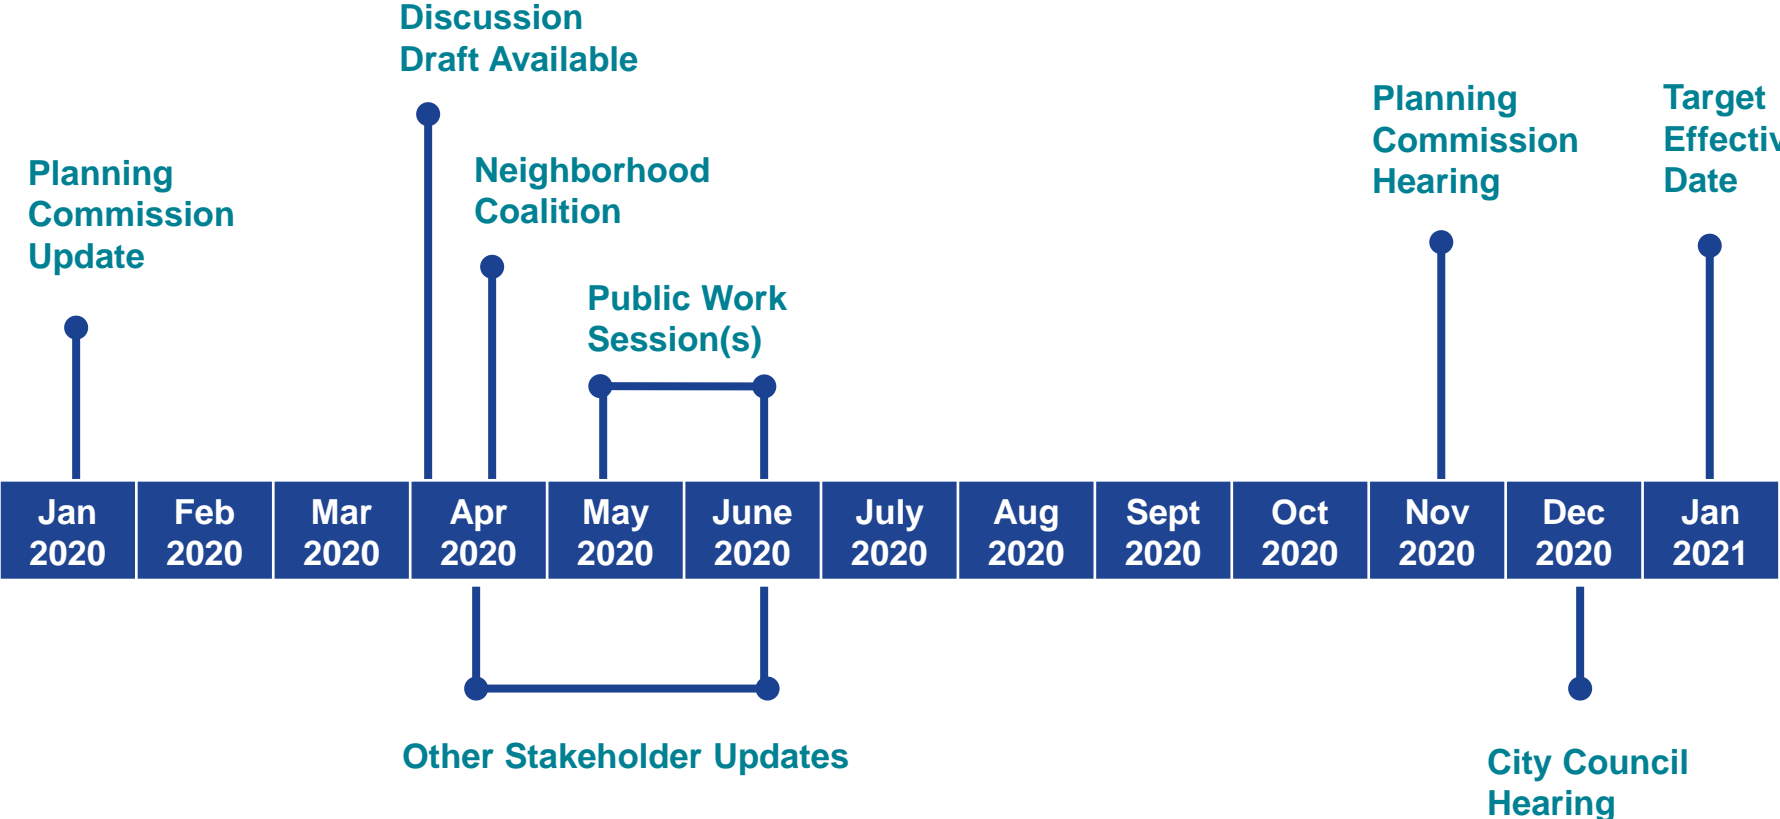 Discussion
Draft Available
Planning
Commission
Update
Neighborhood
Coalition
Public Work
Session(s)
Planning
Commission
Hearing
Target
Effectiv
Date
Jan
2020
Feb
2020
Mar
2020
Apr
2020
May
2020
June
2020
July
2020
Aug
2020
Sept
2020
Oct
2020
Nov
2020
Dec
2020
Jan
2021
Other Stakeholder Updates
City Council
Hearing